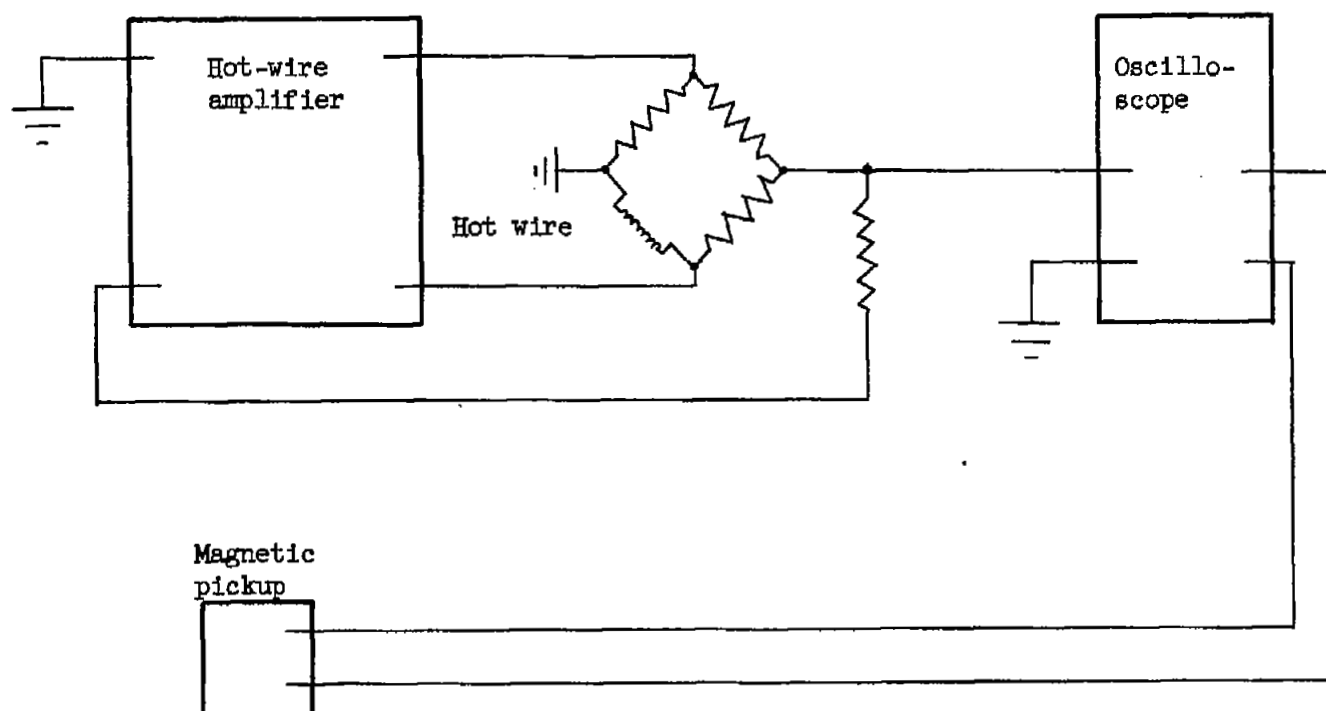 Hot-wire
amplifier
Oscillo-
scope
Hot wire
Magnetic
pickup